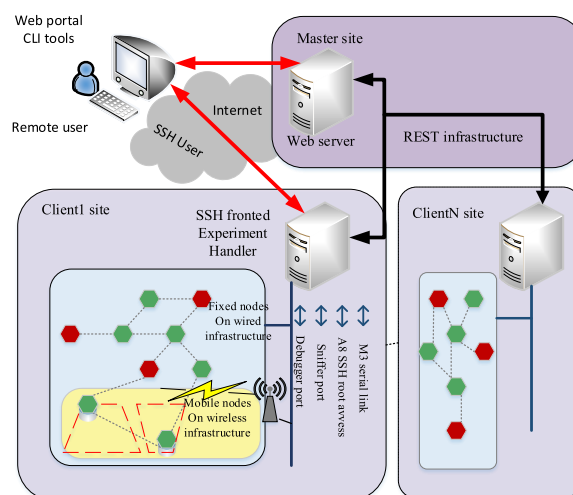 Web portal
CLI tools
Remote user
Internet
SSH User
Master site
Web server
REST infrastructure
Client1 site
SSH fronted
Experiment
Handler
ClientN site
Fixed nodes
On wired
infrastructure
Mobile nodes
On wireless
infrastructure
Debugger port
Sniffer port
A8 SSH root avvess
M3 serial link